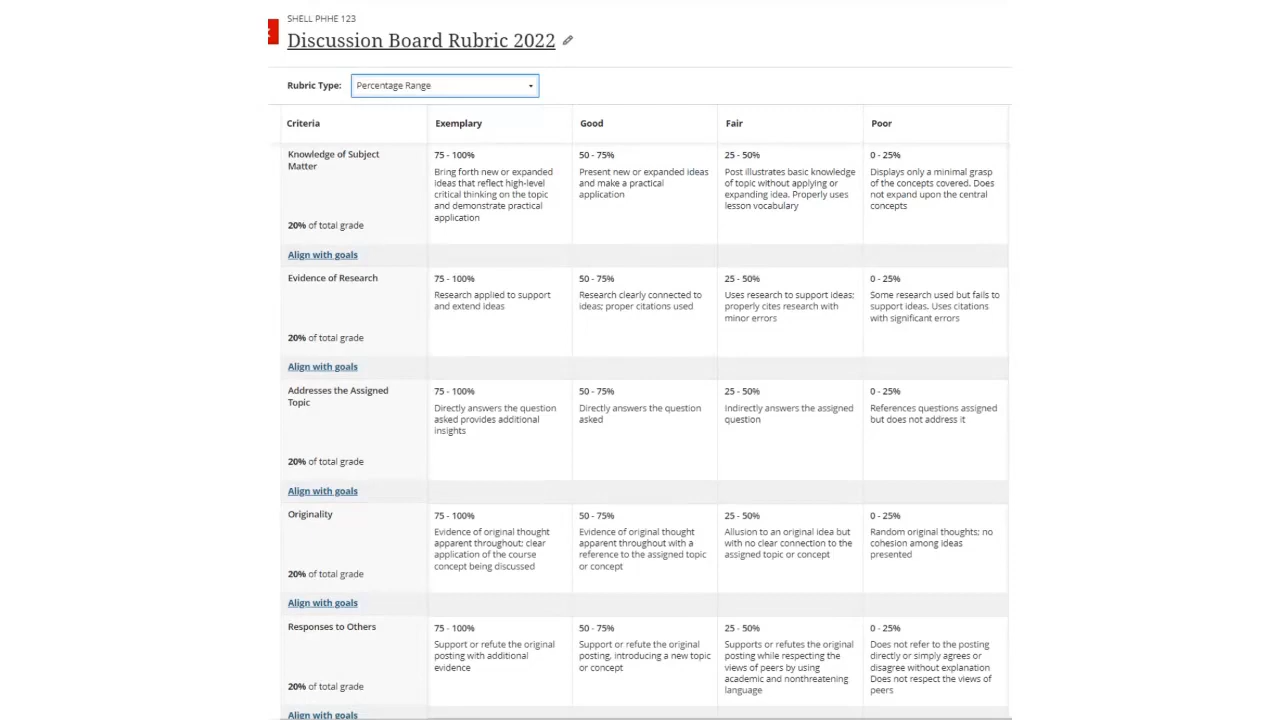 SHELL PHHE 123
Discussion Board Rubric 2022
Rubric Type: Percentage Range
Criteria Exemplary Good Fair Poor
Knowledge of Subject
Matter
20% of total grade
75 - 100%
Bring forth new or expanded
ideas that reflect high-level
critical thinking on the topic
and demonstrate practical
application
50 - 75%
Present new or expanded ideas
and make a practical
application
25 - 50%
Post illustrates basic knowledge
of topic without applying or
expanding idea. Properly uses
lesson vocabulary
0 - 25%
Displays only a minimal grasp
of the concepts covered. Does
not expand upon the central
concepts
Align with goals
Evidence of Research
20% of total grade
75 - 100%
Research applied to support
and extend ideas
50 - 75%
Research clearly connected to
ideas; proper citations used
25 - 50%
Uses research to support ideas;
properly cites research with
minor errors
0 - 25%
Some research used but fails to
support ideas. Uses citations
with significant errors
Align with goals
Addresses the Assigned
Topic
20% of total grade
75 - 100%
Directly answers the question
asked provides additional
insights
50 - 75%
Directly answers the question
asked
25 - 50%
Indirectly answers the assigned
question
0 - 25%
References questions assigned
but does not address it
Align with goals
Originality
20% of total grade
75 - 100%
Evidence of original thought
apparent throughout; clear
application of the course
concept being discussed
50 - 75%
Evidence of original thought
apparent throughout with a
reference to the assigned topic
or concept
25 - 50%
Allusion to an original idea but
with no clear connection to the
assigned topic or concept
0 - 25%
Random original thoughts; no
cohesion among ideas
presented
Align with goals
Responses to Others
20% of total grade
75 - 100%
Support or refute the original
posting with additional
evidence
50 - 75%
Support or refute the original
posting, introducing a new topic
or concept
25 - 50%
Supports or refutes the original
posting while respecting the
views of peers by using
academic and nonthreatening
language
0 - 25%
Does not refer to the posting
directly or simply agrees or
disagree without explanation
Does not respect the views of
peers
Align with goals